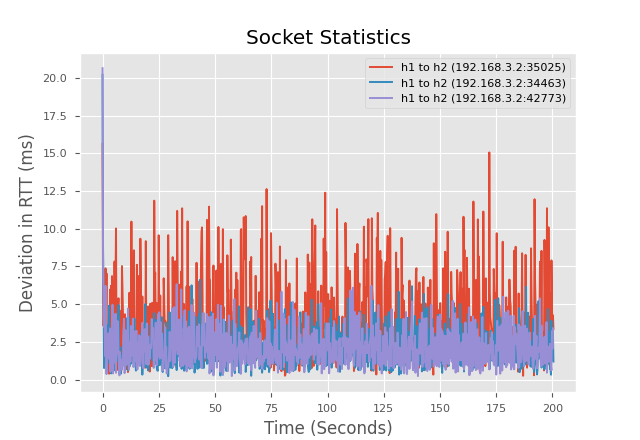 Socket Statistics
h1 to h2 (192.168.3.2:35025)
h1 to h2 (192.168.3.2:34463)
h1 to h2 (192.168.3.2:42773)
Deviation in RTT (ms)
20.0
17.5
15.0
12.5
10.0
7.5
5.0
2.5
0.0
0 25 50 75 100 125 150 175 200
Time (Seconds)